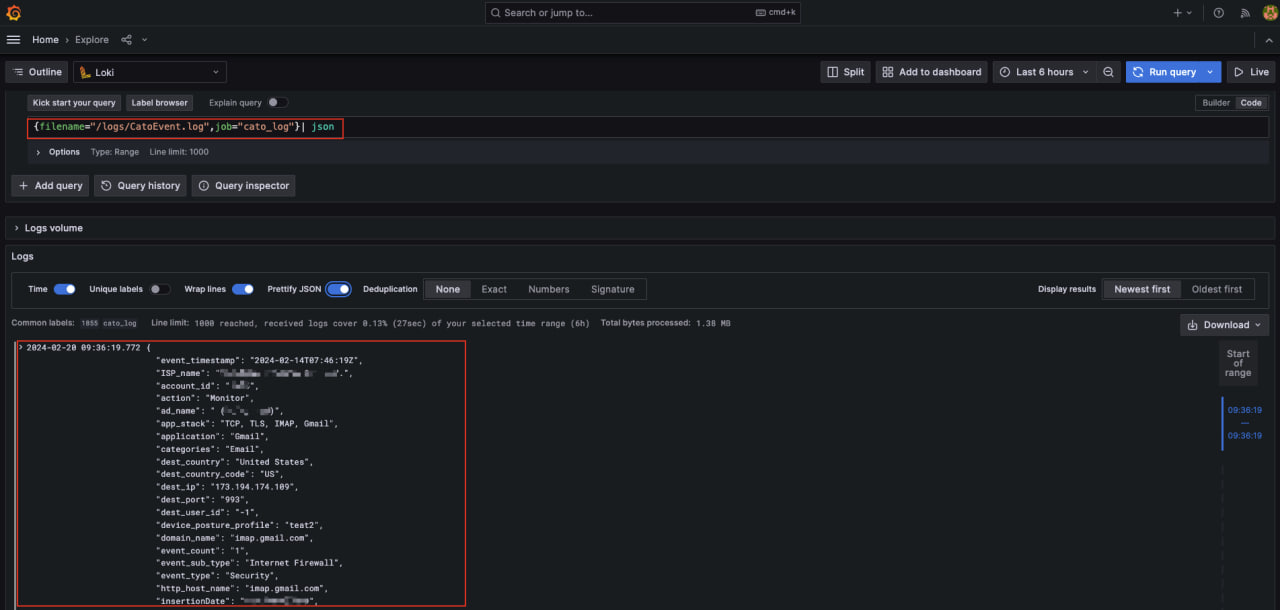 Search or jump to...
cmd+k
Home › Explore
Outline
Loki
Split
Add to dashboard
Last 6 hours
Run query
Live
Kick start your query
Label browser
Explain query
Builder
Code
{filename="/logs/CatoEvent.log",job="cato_log"}| json
Options Type: Range Line limit: 1000
+ Add query
Query history
Query inspector
Logs volume
Logs
Time
Unique labels
Wrap lines
Prettify JSON
Deduplication
None
Exact
Numbers
Signature
Display results
Newest first
Oldest first
Common labels: 1855 cato_log Line limit: 1000 reached, received logs cover 0.13% (27sec) of your selected time range (6h) Total bytes processed: 1.38 MB
Download
2024-02-20 09:36:19.772 {
"event_timestamp": "2024-02-14T07:46:19Z",
"ISP_name": " .",
"account_id": " ",
"action": "Monitor",
"ad_name": " ( )",
"app_stack": "TCP, TLS, IMAP, Gmail",
"application": "Gmail",
"categories": "Email",
"dest_country": "United States",
"dest_country_code": "US",
"dest_ip": "173.194.174.109",
"dest_port": "993",
"dest_user_id": "-1",
"device_posture_profile": "teat2",
"domain_name": "imap.gmail.com",
"event_count": "1",
"event_sub_type": "Internet Firewall",
"event_type": "Security",
"http_host_name": "imap.gmail.com",
"insertionDate": " ",
Start
of
range
09:36:19
—
09:36:19